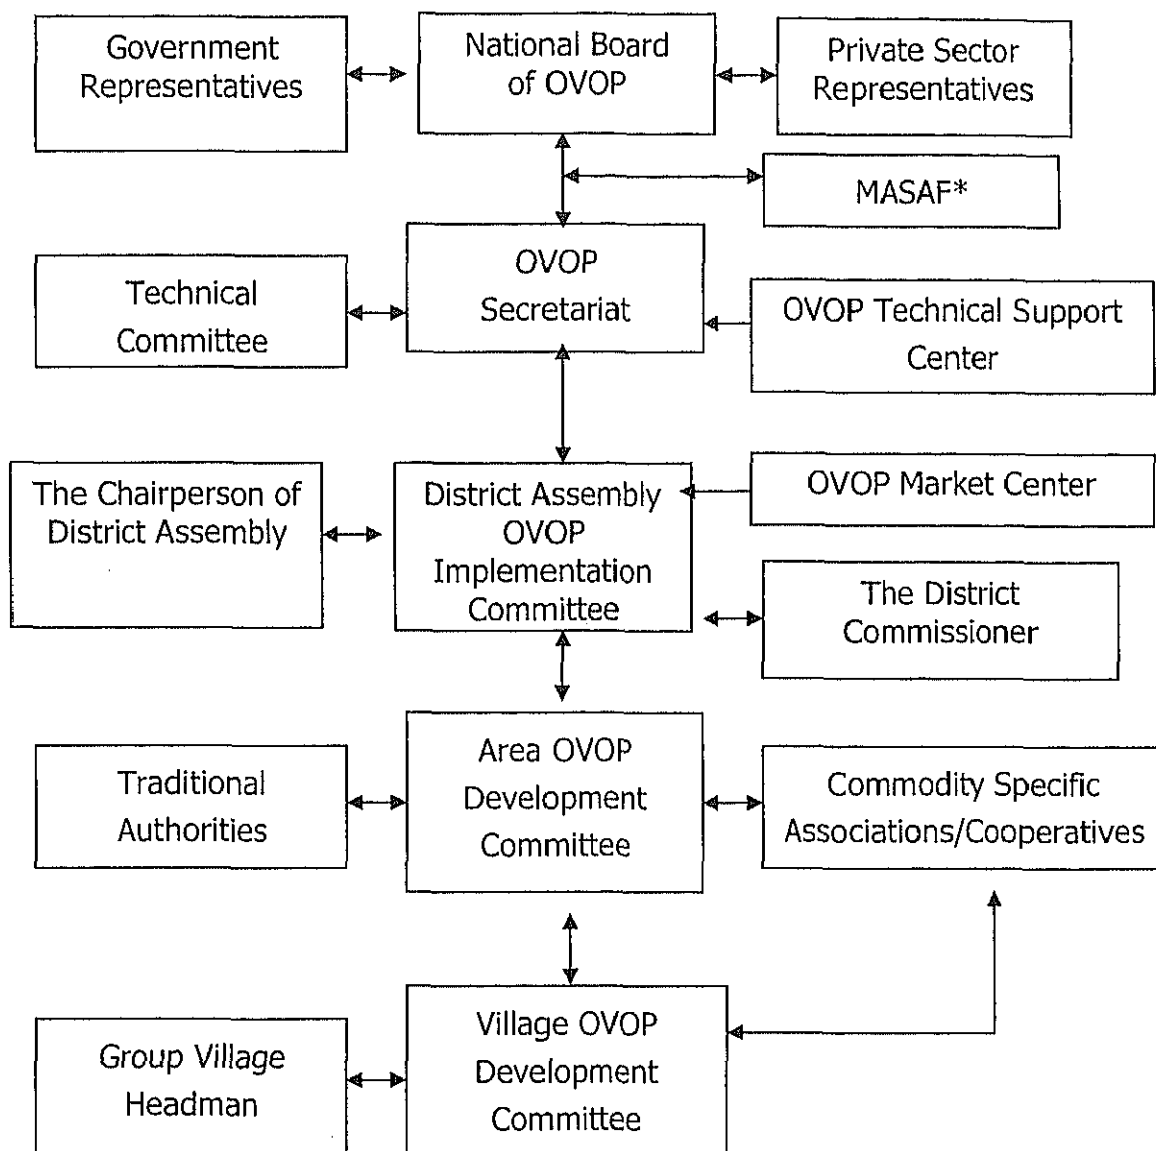 Government
Representatives
National Board
of OVOP
Private Sector
Representatives
MASAF*
OVOP
Secretariat
Technical
Committee
OVOP Technical Support
Center
The Chairperson of
District Assembly
District Assembly
OVOP
Implementation
Committee
OVOP Market Center
The District
Commissioner
Traditional
Authorities
Area OVOP
Development
Committee
Commodity Specific
Associations/Cooperatives
Group Village
Headman
Village OVOP
Development
Committee